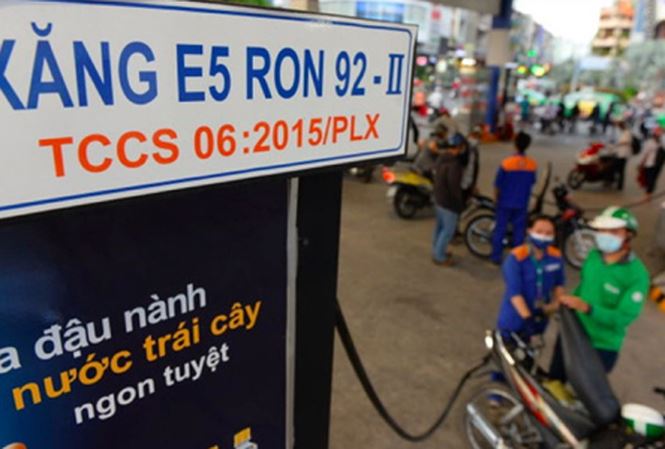 XĂNG E5 RON 92 - II
TCCS 06:2015/PLX
đậu nành
nước trái cây
ngon tuyệt